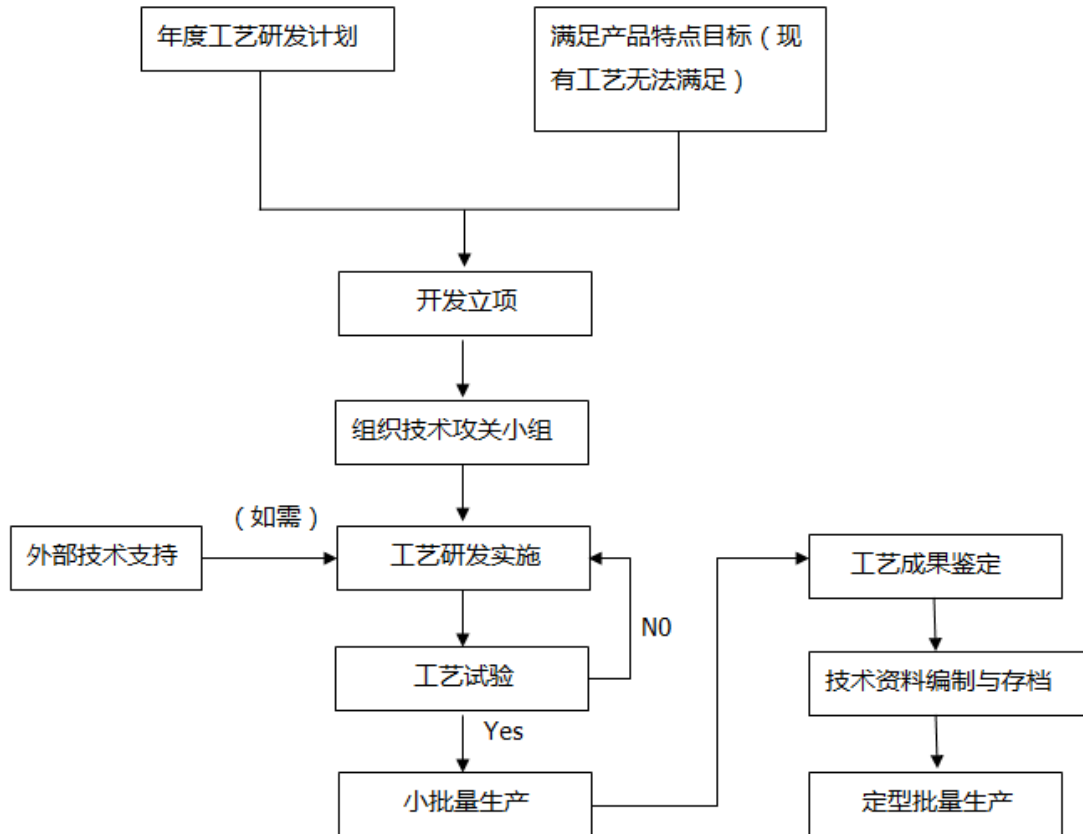 年度工艺研发计划
满足产品特点目标（现
有工艺无法满足）
开发立项
组织技术攻关小组
（如需）
外部技术支持
工艺研发实施
工艺成果鉴定
N0
工艺试验
技术资料编制与存档
Yes
小批量生产
定型批量生产